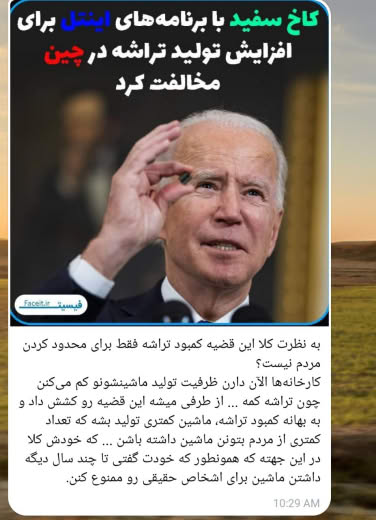 کاخ سفید با برنامه‌های اینتل برای
افزایش تولید تراشه در چین
مخالفت کرد
فیسیت
Faceit.ir
به نظرت کلا این قضیه کمبود تراشه فقط برای محدود کردن
مردم نیست؟
کارخانه‌ها الآن دارن ظرفیت تولید ماشینشونو کم می‌کنن
چون تراشه کمه ... از طرفی میشه این قضیه رو کشش داد و
به بهانه کمبود تراشه، ماشین کمتری تولید بشه که تعداد
کمتری از مردم بتونن ماشین داشته باشن ... که خودش کلا
در این جهته که همونطور که خودت گفتی تا چند سال دیگه
داشتن ماشین برای اشخاص حقیقی رو ممنوع کنن.
10:29 AM